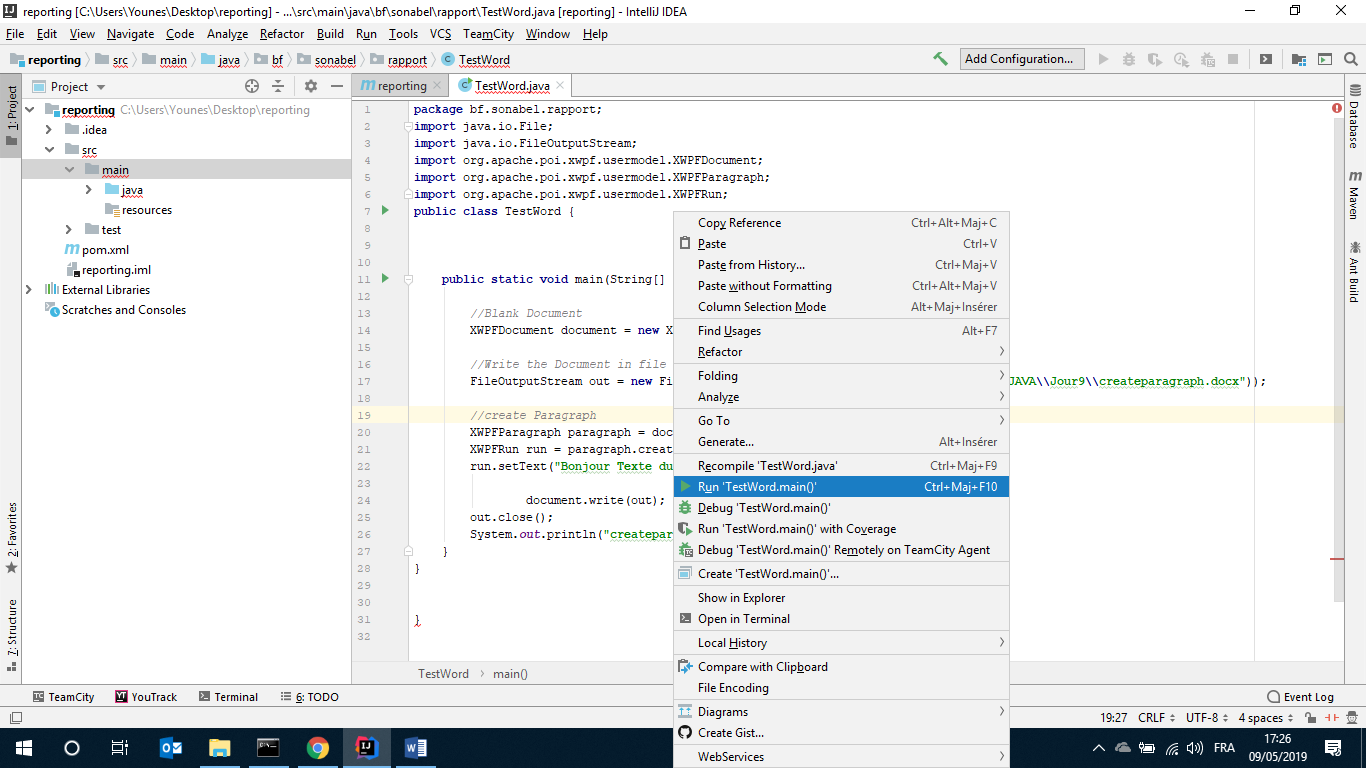 reporting [C:\Users\Younes\Desktop\reporting] - ...\src\main\java\bf\sonabel\rapport\TestWord.java [reporting] - IntelliJ IDEA
File Edit View Navigate Code Analyze Refactor Build Run Tools VCS TeamCity Window Help
reporting src main java bf sonabel rapport TestWord Add Configuration...
Project reporting TestWord.java
reporting C:\Users\Younes\Desktop\reporting
.idea
src
main
java
resources
test
pom.xml
reporting.iml
External Libraries
Scratches and Consoles
1: Project
2: Favorites
7: Structure
1 package bf.sonabel.rapport;
2 import java.io.File;
3 import java.io.FileOutputStream;
4 import org.apache.poi.xwpf.usermodel.XWPFDocument;
5 import org.apache.poi.xwpf.usermodel.XWPFParagraph;
6 import org.apache.poi.xwpf.usermodel.XWPFRun;
7 public class TestWord {
8
9
10
11 public static void main(String[]
12
13 //Blank Document
14 XWPFDocument document = new X
15
16 //Write the Document in file
17 FileOutputStream out = new Fi JAVA\\Jour9\\createparagraph.docx"));
18
19 //create Paragraph
20 XWPFParagraph paragraph = doc
21 XWPFRun run = paragraph.creat
22 run.setText("Bonjour Texte du
23
24 document.write(out);
25 out.close();
26 System.out.println("createpar
27 }
28 }
29
30
31 }
32
Copy Reference Ctrl+Alt+Maj+C
Paste Ctrl+V
Paste from History... Ctrl+Maj+V
Paste without Formatting Ctrl+Alt+Maj+V
Column Selection Mode Alt+Maj+Insérer
Find Usages Alt+F7
Refactor
Folding
Analyze
Go To
Generate... Alt+Insérer
Recompile 'TestWord.java' Ctrl+Maj+F9
Run 'TestWord.main()' Ctrl+Maj+F10
Debug 'TestWord.main()'
Run 'TestWord.main()' with Coverage
Debug 'TestWord.main()' Remotely on TeamCity Agent
Create 'TestWord.main()'...
Show in Explorer
Open in Terminal
Local History
Compare with Clipboard
File Encoding
Diagrams
Create Gist...
WebServices
Database
Maven
Ant Build
TestWord main()
TeamCity YouTrack Terminal 6: TODO Event Log
19:27 CRLF UTF-8 4 spaces
FRA 17:26
09/05/2019